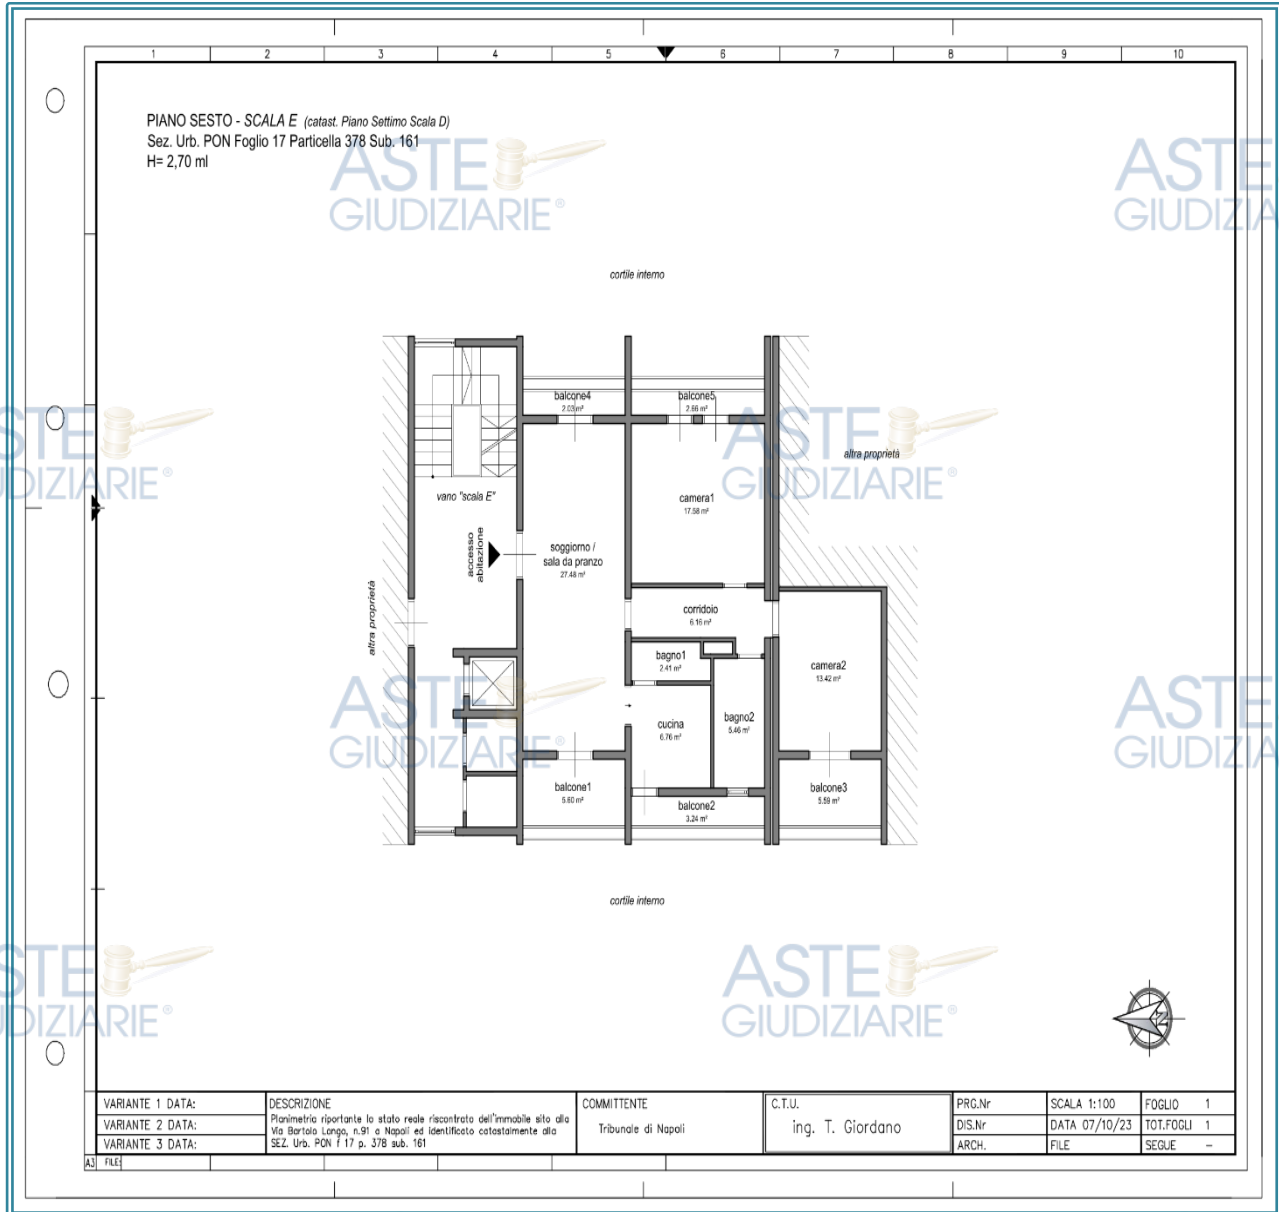 1 2 3 4 5 6 7 8 9 10
PIANO SESTO - SCALA E (catast. Piano Settimo Scala D)
Sez. Urb. PON Foglio 17 Particella 378 Sub. 161
H= 2,70 ml
ASTE
GIUDIZIARIE®
ASTE
GIUDIZIA
cortile interno
balcone4
2.03 m²
balcone5
2.66 m²
STE
UDIZIARIE®
ASTE
GIUDIZIARIE®
altra proprietà
vano "scala E"
camera1
17.58 m²
accesso
abitazione
soggiorno /
sala da pranzo
27.48 m²
altra proprietà
corridoio
6.16 m²
bagno1
2.41 m²
camera2
13.42 m²
ASTE
GIUDIZIARIE®
ASTE
GIUDIZIA
cucina
6.76 m²
bagno2
5.46 m²
balcone1
5.60 m²
balcone2
3.24 m²
balcone3
5.59 m²
cortile interno
STE
UDIZIARIE®
ASTE
GIUDIZIARIE®
VARIANTE 1 DATA:
VARIANTE 2 DATA:
VARIANTE 3 DATA:
DESCRIZIONE
Planimetria riportante lo stato reale riscontrato dell'immobile sito alla
Via Bartolo Longo, n.91 a Napoli ed identificato catastalmente alla
SEZ. Urb. PON f 17 p. 378 sub. 161
COMMITTENTE
Tribunale di Napoli
C.T.U.
ing. T. Giordano
PRG.Nr
DIS.Nr
ARCH.
SCALA 1:100
DATA 07/10/23
FILE
FOGLIO 1
TOT.FOGLI 1
SEGUE -
A3 FILE: